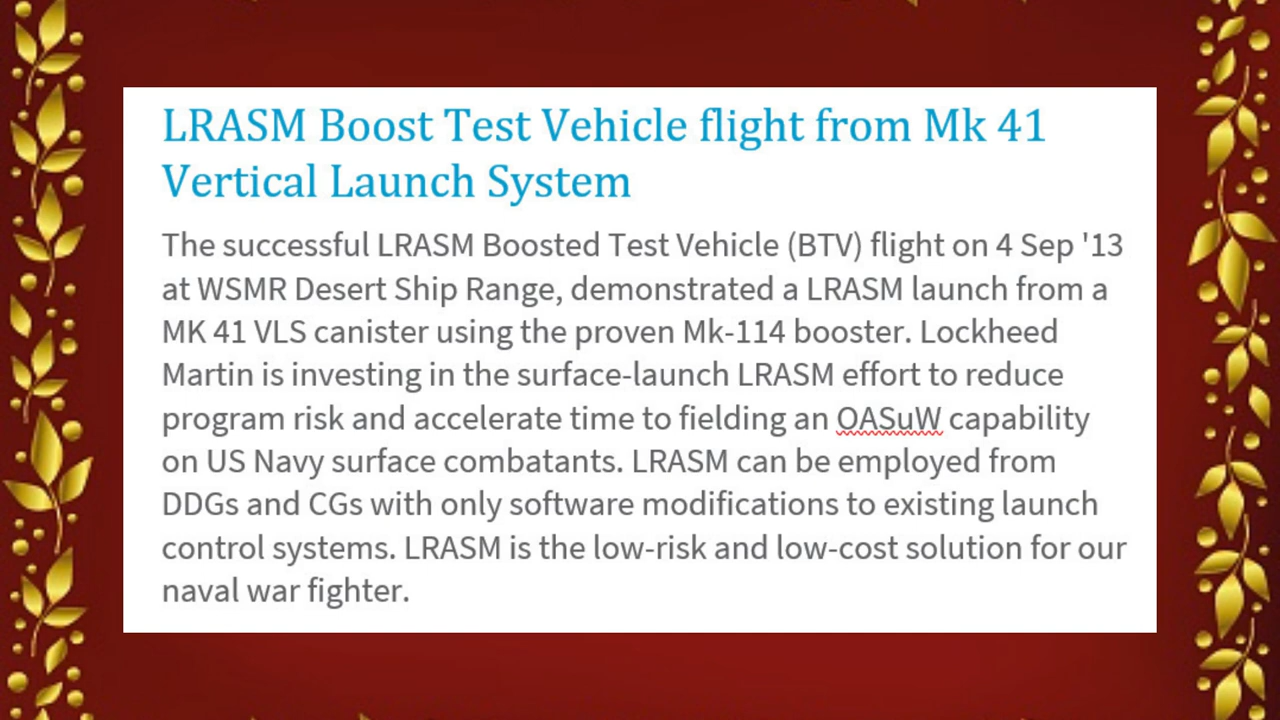 LRASM Boost Test Vehicle flight from Mk 41
Vertical Launch System
The successful LRASM Boosted Test Vehicle (BTV) flight on 4 Sep '13
at WSMR Desert Ship Range, demonstrated a LRASM launch from a
MK 41 VLS canister using the proven Mk-114 booster. Lockheed
Martin is investing in the surface-launch LRASM effort to reduce
program risk and accelerate time to fielding an OASuW capability
on US Navy surface combatants. LRASM can be employed from
DDGs and CGs with only software modifications to existing launch
control systems. LRASM is the low-risk and low-cost solution for our
naval war fighter.